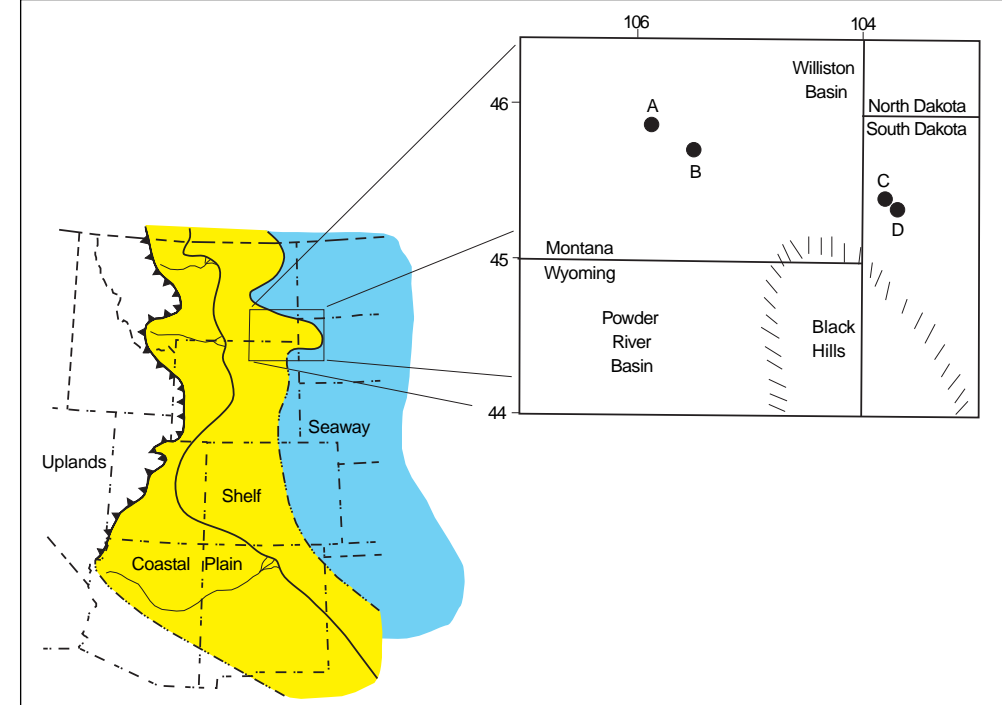 106
104
Williston
Basin
46
A
North Dakota
South Dakota
B
C
D
Montana
45
Wyoming
Powder
River
Basin
Black
Hills
44
Seaway
Uplands
Shelf
Coastal Plain